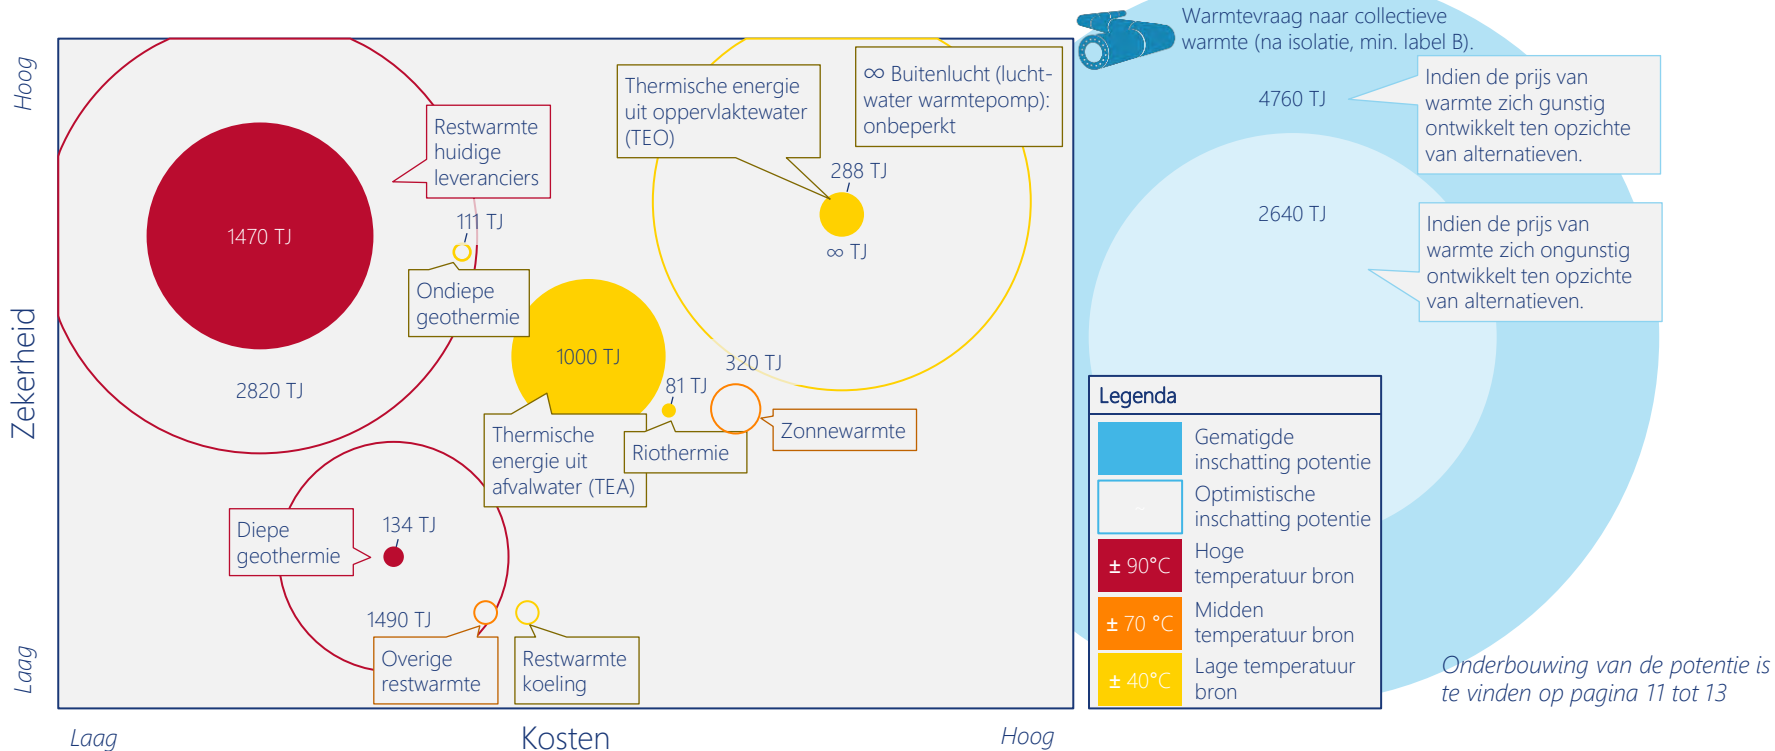 Warmtevraag naar collectieve
warmte (na isolatie, min. label B).
Hoog
Zekerheid
Laag
Thermische energie
uit oppervlaktewater
(TEO)
∞ Buitenlucht (lucht-
water warmtepomp):
onbeperkt
4760 TJ
Indien de prijs van
warmte zich gunstig
ontwikkelt ten opzichte
van alternatieven.
Restwarmte
huidige
leveranciers
288 TJ
∞ TJ
1470 TJ
111 TJ
Ondiepe
geothermie
2640 TJ
Indien de prijs van
warmte zich ongunstig
ontwikkelt ten opzichte
van alternatieven.
2820 TJ
1000 TJ
320 TJ
81 TJ
Zonnewarmte
Riothermie
Thermische
energie uit
afvalwater (TEA)
Diepe
geothermie
134 TJ
1490 TJ
Overige
restwarmte
Restwarmte
koeling
Legenda
Gematigde
inschatting potentie
~
Optimistische
inschatting potentie
± 90°C
Hoge
temperatuur bron
± 70 °C
Midden
temperatuur bron
± 40°C
Lage temperatuur
bron
Onderbouwing van de potentie is
te vinden op pagina 11 tot 13
Laag
Kosten
Hoog